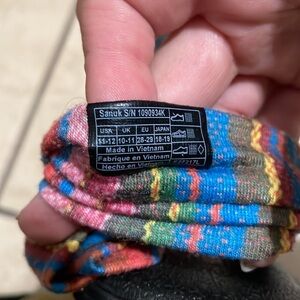 Sanuk S/N 1090934K
USA UK EU JAPAN
11-12 10-11 28-29 18-19
Made in Vietnam
Fabrique en Vietnam
Hecho en Vietnam